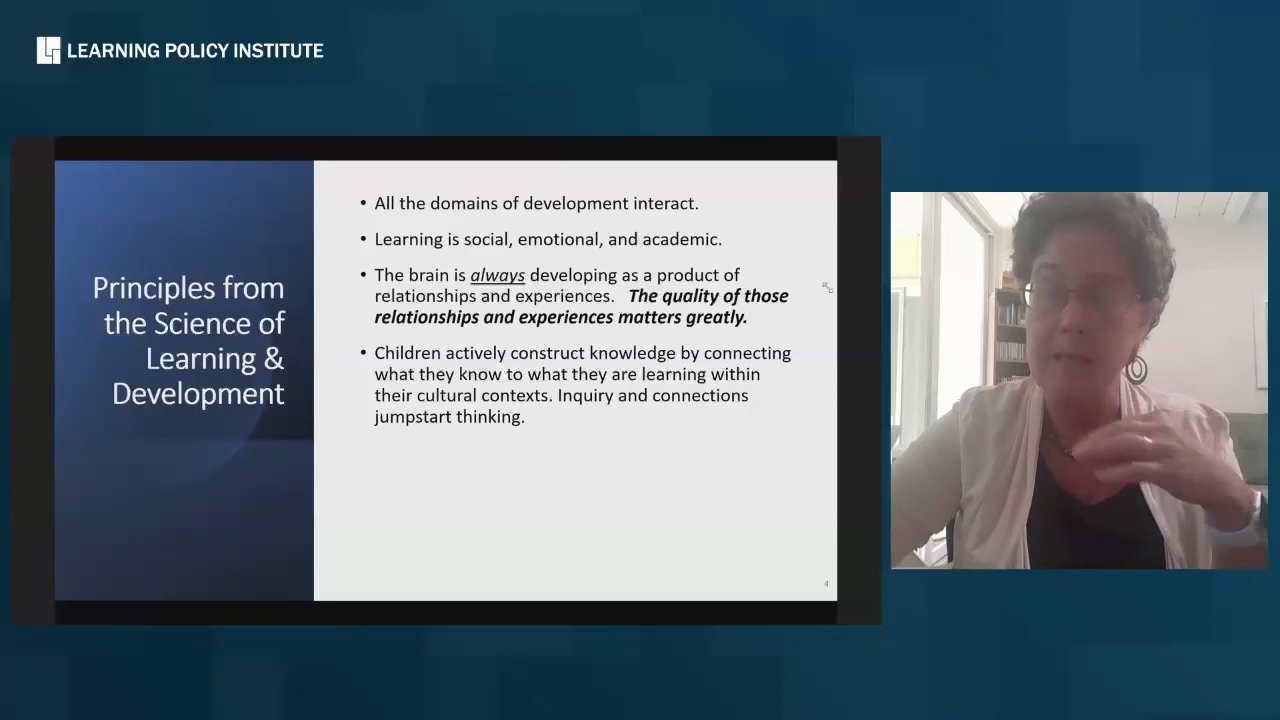 LEARNING POLICY INSTITUTE
Principles from
the Science of
Learning &
Development
• All the domains of development interact.
• Learning is social, emotional, and academic.
• The brain is always developing as a product of
relationships and experiences. The quality of those
relationships and experiences matters greatly.
• Children actively construct knowledge by connecting
what they know to what they are learning within
their cultural contexts. Inquiry and connections
jumpstart thinking.
4